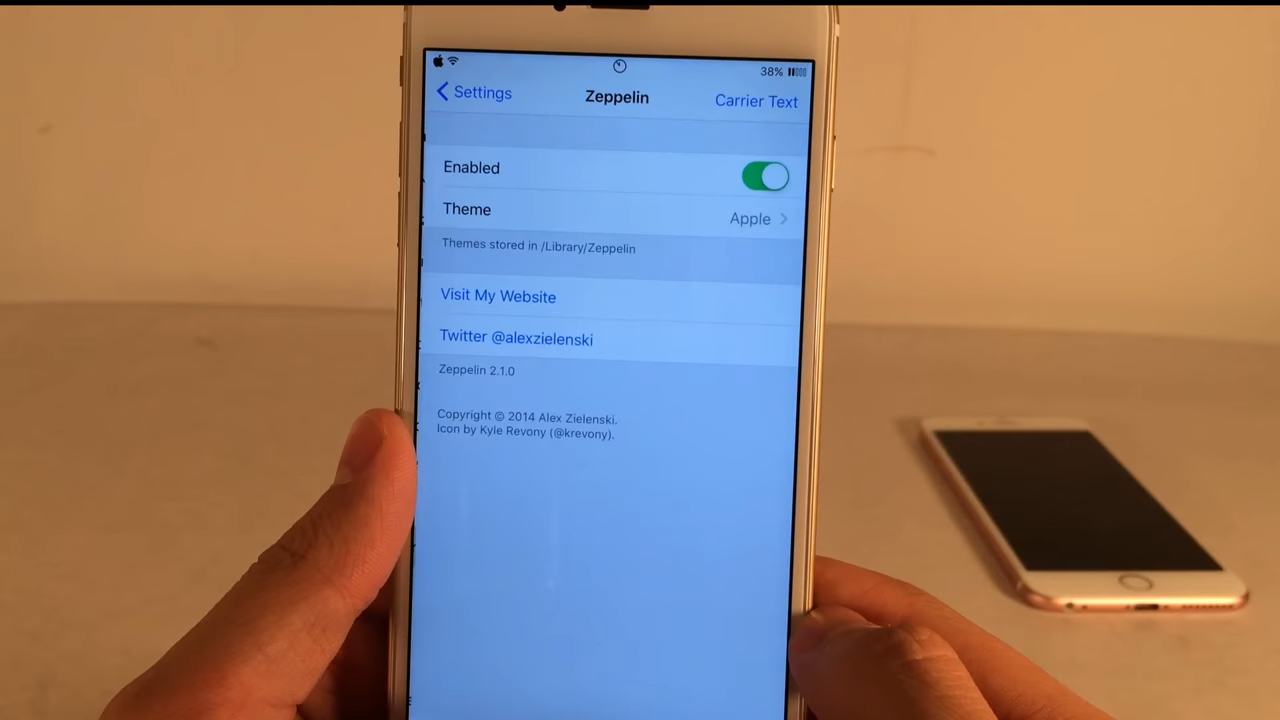 38%
Settings
Zeppelin
Carrier Text
Enabled
Theme
Apple
Themes stored in /Library/Zeppelin
Visit My Website
Twitter @alexzielenski
Zeppelin 2.1.0
Copyright © 2014 Alex Zielenski.
Icon by Kyle Revony (@krevony).